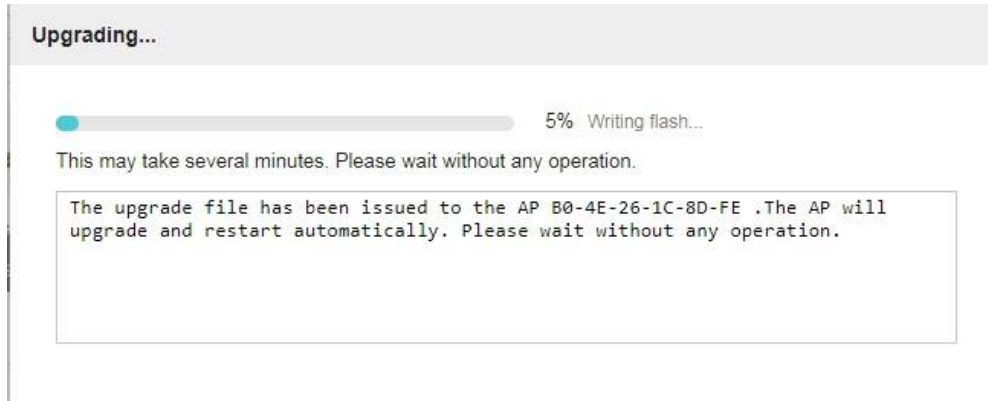 Upgrading...
5% Writing flash...
This may take several minutes. Please wait without any operation.
The upgrade file has been issued to the AP B0-4E-26-1C-8D-FE .The AP will
upgrade and restart automatically. Please wait without any operation.